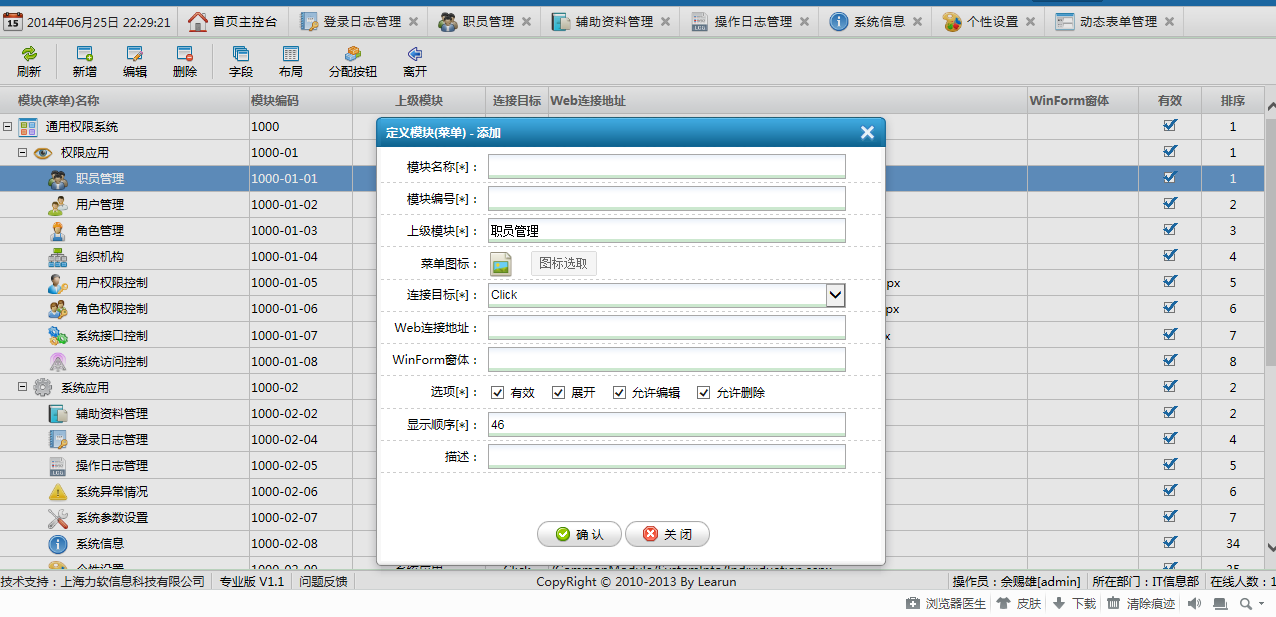 15 2014年06月25日 22:29:21 首页主控台 登录日志管理 职员管理 辅助资料管理 操作日志管理 系统信息 个性设置 动态表单管理
刷新 新增 编辑 删除 字段 布局 分配按钮 离开
模块(菜单)名称 模块编码 上级模块 连接目标 Web连接地址 WinForm窗体 有效 排序
通用权限系统 1000 1
权限应用 1000-01 1
职员管理 1000-01-01 1
用户管理 1000-01-02 2
角色管理 1000-01-03 3
组织机构 1000-01-04 4
用户权限控制 1000-01-05 px 5
角色权限控制 1000-01-06 px 6
系统接口控制 1000-01-07 x 7
系统访问控制 1000-01-08 8
系统应用 1000-02 2
辅助资料管理 1000-02-02 2
登录日志管理 1000-02-04 4
操作日志管理 1000-02-05 5
系统异常情况 1000-02-06 6
系统参数设置 1000-02-07 7
系统信息 1000-02-08 34
定义模块(菜单) - 添加
模块名称[*]：
模块编号[*]：
上级模块[*]： 职员管理
菜单图标： 图标选取
连接目标[*]： Click
Web连接地址：
WinForm窗体：
选项[*]： 有效 展开 允许编辑 允许删除
显示顺序[*]： 46
描述：
确 认 关 闭
技术支持：上海力软信息科技有限公司 专业版 V1.1 问题反馈 CopyRight © 2010-2013 By Learun 操作员：余赐雄[admin] 所在部门：IT信息部 在线人数：1
浏览器医生 皮肤 下载 清除痕迹